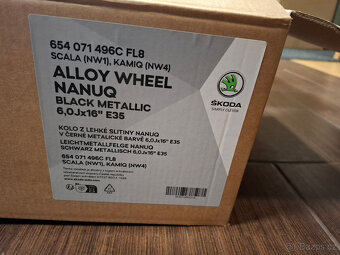 654 071 496C FL8
SCALA (NW1), KAMIQ (NW4)
ALLOY WHEEL
NANUQ
BLACK METALLIC
6,0Jx16" E35
ŠKODA
SIMPLY CLEVER
KOLO Z LEHKÉ SLITINY NANUQ
V ČERNÉ METALICKÉ BARVĚ 6,0Jx16" E35
LEICHTMETALLFELGE NANUQ
SCHWARZ METALLISCH 6,0Jx16" E35
654 071 496C FL8
SCALA (NW1), KAMIQ (NW4)